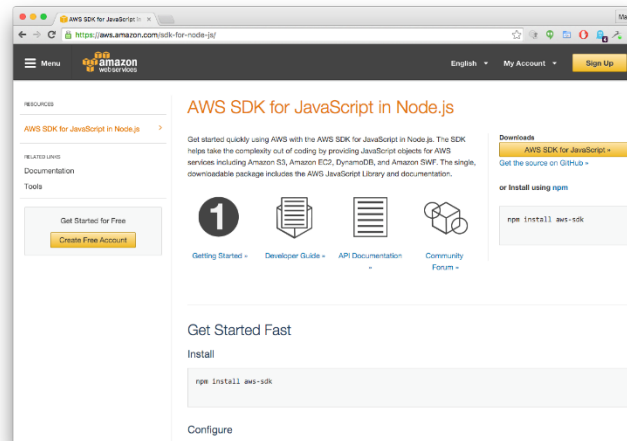 AWS SDK for JavaScript in
Ma
https://aws.amazon.com/sdk-for-node-js/
Menu
amazon
webservices
English
My Account
Sign Up
RESOURCES
AWS SDK for JavaScript in Node.js
RELATED LINKS
Documentation
Tools
Get Started for Free
Create Free Account
AWS SDK for JavaScript in Node.js
Get started quickly using AWS with the AWS SDK for JavaScript in Node.js. The SDK
helps take the complexity out of coding by providing JavaScript objects for AWS
services including Amazon S3, Amazon EC2, DynamoDB, and Amazon SWF. The single,
downloadable package includes the AWS JavaScript Library and documentation.
1
Getting Started »
Developer Guide »
API Documentation
»
Community
Forum »
Downloads
AWS SDK for JavaScript »
Get the source on GitHub »
or Install using npm
npm install aws-sdk
Get Started Fast
Install
npm install aws-sdk
Configure